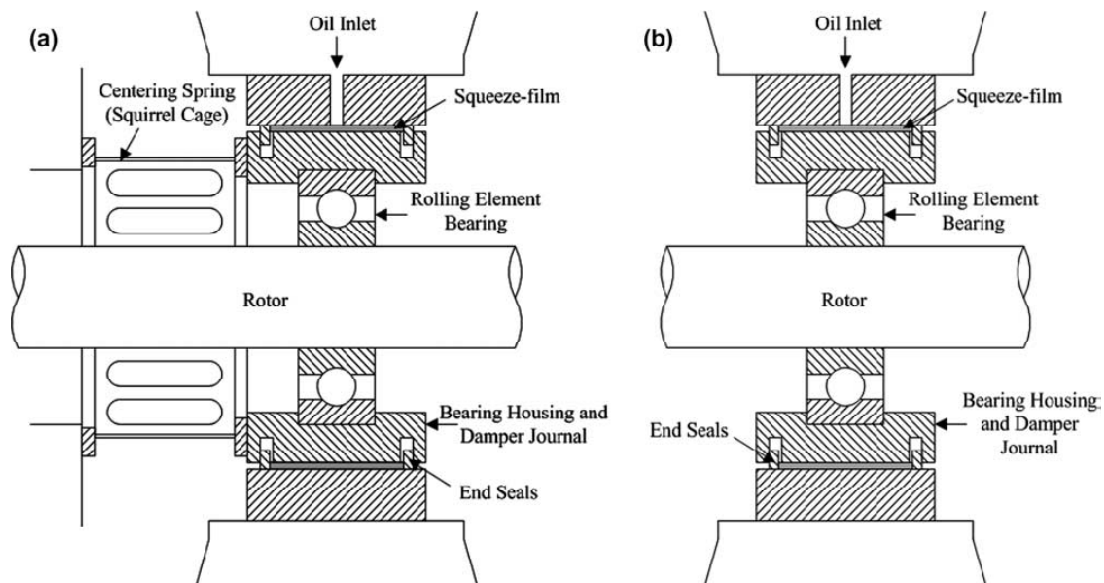 (a)
Oil Inlet
Centering Spring
(Squirrel Cage)
Squeeze-film
Rolling Element
Bearing
Rotor
Bearing Housing and
Damper Journal
End Seals
(b)
Oil Inlet
Squeeze-film
Rolling Element
Bearing
Rotor
Bearing Housing
and Damper
Journal
End Seals